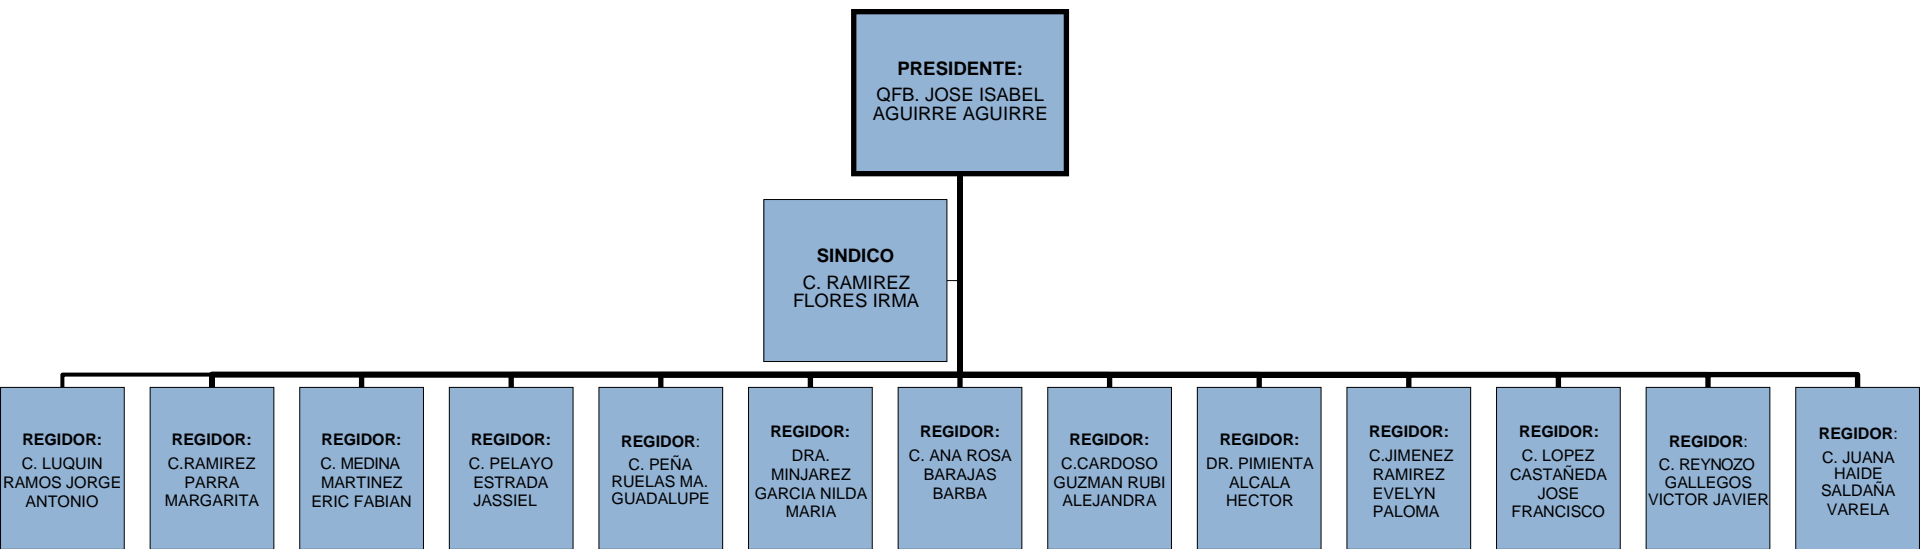 PRESIDENTE:
QFB. JOSE ISABEL
AGUIRRE AGUIRRE
SINDICO
C. RAMIREZ
FLORES IRMA
REGIDOR:
C. LUQUIN
RAMOS JORGE
ANTONIO
REGIDOR:
C.RAMIREZ
PARRA
MARGARITA
REGIDOR:
C. MEDINA
MARTINEZ
ERIC FABIAN
REGIDOR:
C. PELAYO
ESTRADA
JASSIEL
REGIDOR:
C. PEÑA
RUELAS MA.
GUADALUPE
REGIDOR:
DRA.
MINJAREZ
GARCIA NILDA
MARIA
REGIDOR:
C. ANA ROSA
BARAJAS
BARBA
REGIDOR:
C.CARDOSO
GUZMAN RUBI
ALEJANDRA
REGIDOR:
DR. PIMIENTA
ALCALA
HECTOR
REGIDOR:
C.JIMENEZ
RAMIREZ
EVELYN
PALOMA
REGIDOR:
C. LOPEZ
CASTAÑEDA
JOSE
FRANCISCO
REGIDOR:
C. REYNOZO
GALLEGOS
VICTOR JAVIER
REGIDOR:
C. JUANA
HAIDE
SALDAÑA
VARELA